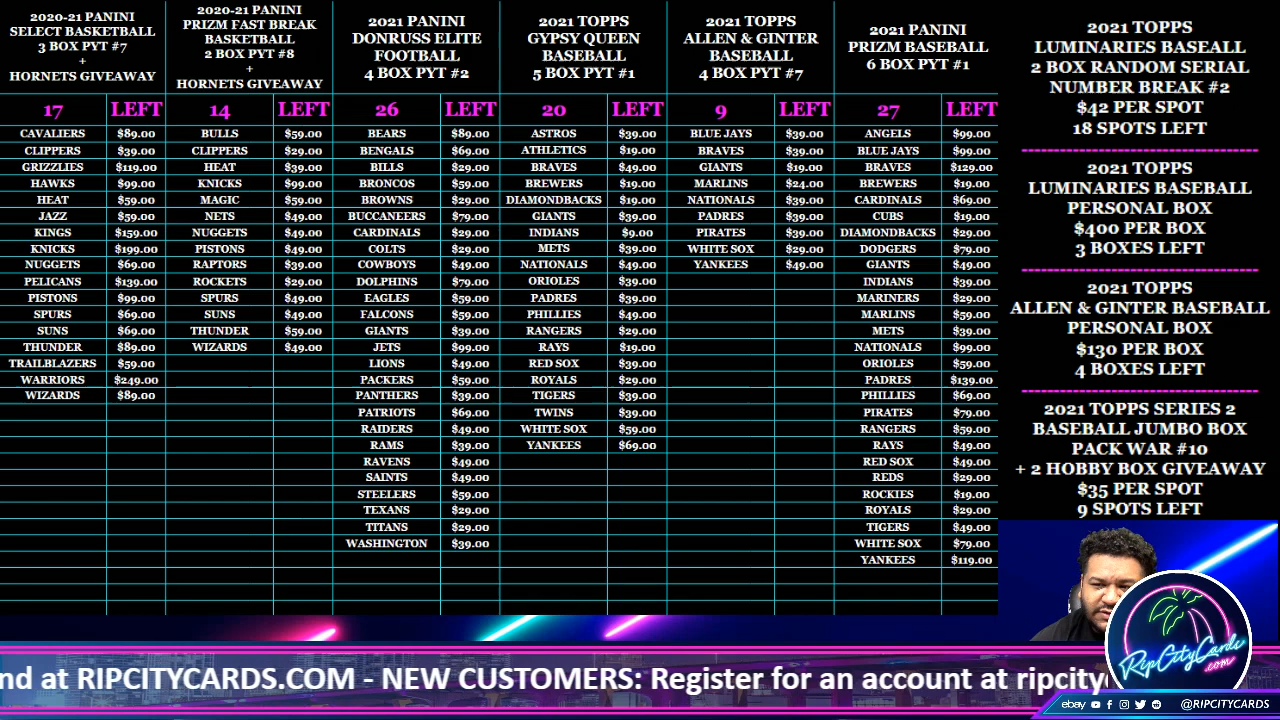 2020-21 PANINI
SELECT BASKETBALL
3 BOX PYT #7
+
HORNETS GIVEAWAY
17 LEFT
CAVALIERS $89.00
CLIPPERS $39.00
GRIZZLIES $119.00
HAWKS $99.00
HEAT $59.00
JAZZ $59.00
KINGS $159.00
KNICKS $199.00
NUGGETS $69.00
PELICANS $139.00
PISTONS $99.00
SPURS $69.00
SUNS $69.00
THUNDER $89.00
TRAILBLAZERS $59.00
WARRIORS $249.00
WIZARDS $89.00
2020-21 PANINI
PRIZM FAST BREAK
BASKETBALL
2 BOX PYT #8
+
HORNETS GIVEAWAY
14 LEFT
BULLS $59.00
CLIPPERS $29.00
HEAT $39.00
KNICKS $99.00
MAGIC $59.00
NETS $49.00
NUGGETS $49.00
PISTONS $49.00
RAPTORS $39.00
ROCKETS $29.00
SPURS $49.00
SUNS $49.00
THUNDER $59.00
WIZARDS $49.00
2021 PANINI
DONRUSS ELITE
FOOTBALL
4 BOX PYT #2
26 LEFT
BEARS $89.00
BENGALS $69.00
BILLS $29.00
BRONCOS $59.00
BROWNS $29.00
BUCCANEERS $79.00
CARDINALS $29.00
COLTS $29.00
COWBOYS $49.00
DOLPHINS $79.00
EAGLES $59.00
FALCONS $59.00
GIANTS $39.00
JETS $99.00
LIONS $49.00
PACKERS $59.00
PANTHERS $39.00
PATRIOTS $69.00
RAIDERS $49.00
RAMS $39.00
RAVENS $49.00
SAINTS $49.00
STEELERS $59.00
TEXANS $29.00
TITANS $29.00
WASHINGTON $39.00
2021 TOPPS
GYPSY QUEEN
BASEBALL
5 BOX PYT #1
20 LEFT
ASTROS $39.00
ATHLETICS $19.00
BRAVES $49.00
BREWERS $19.00
DIAMONDBACKS $19.00
GIANTS $39.00
INDIANS $9.00
METS $39.00
NATIONALS $49.00
ORIOLES $39.00
PADRES $39.00
PHILLIES $49.00
RANGERS $29.00
RAYS $19.00
RED SOX $39.00
ROYALS $29.00
TIGERS $39.00
TWINS $39.00
WHITE SOX $59.00
YANKEES $69.00
2021 TOPPS
ALLEN & GINTER
BASEBALL
4 BOX PYT #7
9 LEFT
BLUE JAYS $39.00
BRAVES $39.00
GIANTS $19.00
MARLINS $24.00
NATIONALS $39.00
PADRES $39.00
PIRATES $39.00
WHITE SOX $29.00
YANKEES $49.00
2021 PANINI
PRIZM BASEBALL
6 BOX PYT #1
27 LEFT
ANGELS $99.00
BLUE JAYS $99.00
BRAVES $129.00
BREWERS $19.00
CARDINALS $69.00
CUBS $19.00
DIAMONDBACKS $29.00
DODGERS $79.00
GIANTS $49.00
INDIANS $39.00
MARINERS $29.00
MARLINS $59.00
METS $39.00
NATIONALS $99.00
ORIOLES $59.00
PADRES $139.00
PHILLIES $69.00
PIRATES $79.00
RANGERS $59.00
RAYS $49.00
RED SOX $49.00
REDS $29.00
ROCKIES $19.00
ROYALS $29.00
TIGERS $49.00
WHITE SOX $79.00
YANKEES $119.00
2021 TOPPS
LUMINARIES BASEALL
2 BOX RANDOM SERIAL
NUMBER BREAK #2
$42 PER SPOT
18 SPOTS LEFT
2021 TOPPS
LUMINARIES BASEBALL
PERSONAL BOX
$400 PER BOX
3 BOXES LEFT
2021 TOPPS
ALLEN & GINTER BASEBALL
PERSONAL BOX
$130 PER BOX
4 BOXES LEFT
2021 TOPPS SERIES 2
BASEBALL JUMBO BOX
PACK WAR #10
+ 2 HOBBY BOX GIVEAWAY
$35 PER SPOT
9 SPOTS LEFT
RipCityCards
.com
nd at RIPCITYCARDS.COM - NEW CUSTOMERS: Register for an account at ripcity
ebay @RIPCITYCARDS